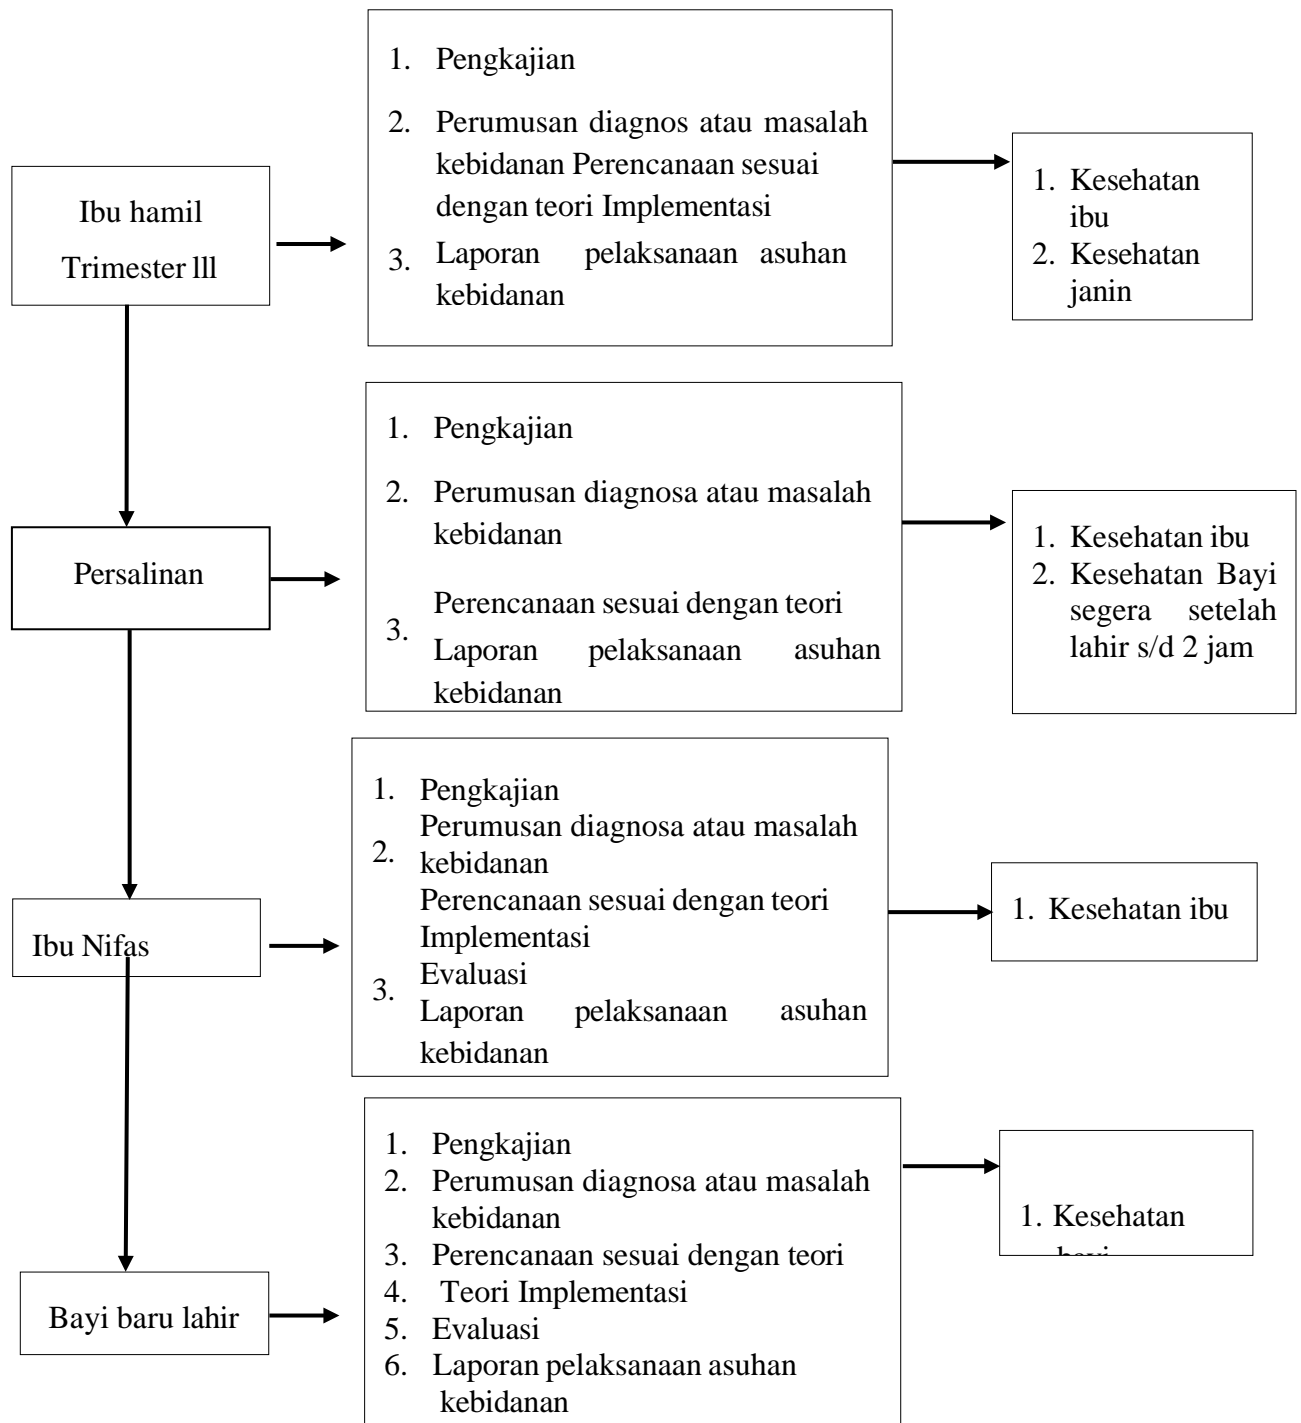 Ibu hamil
Trimester lll
1. Pengkajian
2. Perumusan diagnos atau masalah
kebidanan Perencanaan sesuai
dengan teori Implementasi
3. Laporan pelaksanaan asuhan
kebidanan
1. Kesehatan
ibu
2. Kesehatan
janin
Persalinan
1. Pengkajian
2. Perumusan diagnosa atau masalah
kebidanan
Perencanaan sesuai dengan teori
3.
Laporan pelaksanaan asuhan
kebidanan
1. Kesehatan ibu
2. Kesehatan Bayi
segera setelah
lahir s/d 2 jam
Ibu Nifas
1. Pengkajian
Perumusan diagnosa atau masalah
2.
kebidanan
Perencanaan sesuai dengan teori
Implementasi
Evaluasi
3.
Laporan pelaksanaan asuhan
kebidanan
1. Kesehatan ibu
Bayi baru lahir
1. Pengkajian
2. Perumusan diagnosa atau masalah
kebidanan
3. Perencanaan sesuai dengan teori
4. Teori Implementasi
5. Evaluasi
6. Laporan pelaksanaan asuhan
kebidanan
1. Kesehatan